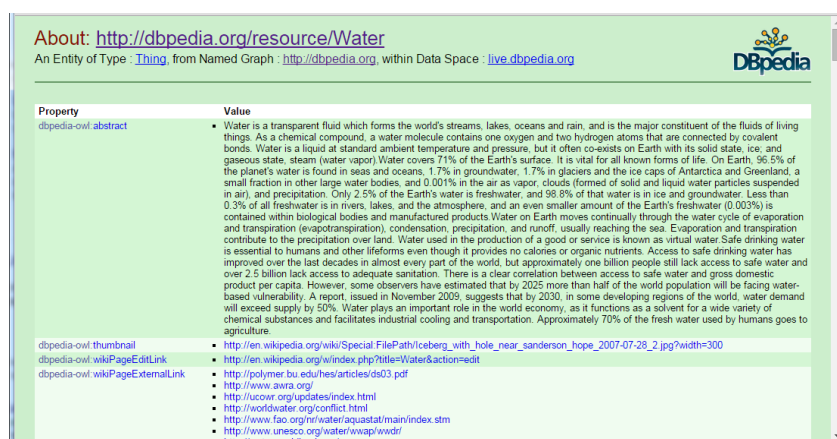 About: http://dbpedia.org/resource/Water
An Entity of Type : Thing, from Named Graph : http://dbpedia.org, within Data Space : live.dbpedia.org
DBpedia
Property Value
dbpedia-owl:abstract ▪ Water is a transparent fluid which forms the world's streams, lakes, oceans and rain, and is the major constituent of the fluids of living
things. As a chemical compound, a water molecule contains one oxygen and two hydrogen atoms that are connected by covalent
bonds. Water is a liquid at standard ambient temperature and pressure, but it often co-exists on Earth with its solid state, ice; and
gaseous state, steam (water vapor).Water covers 71% of the Earth's surface. It is vital for all known forms of life. On Earth, 96.5% of
the planet's water is found in seas and oceans, 1.7% in groundwater, 1.7% in glaciers and the ice caps of Antarctica and Greenland, a
small fraction in other large water bodies, and 0.001% in the air as vapor, clouds (formed of solid and liquid water particles suspended
in air), and precipitation. Only 2.5% of the Earth's water is freshwater, and 98.8% of that water is in ice and groundwater. Less than
0.3% of all freshwater is in rivers, lakes, and the atmosphere, and an even smaller amount of the Earth's freshwater (0.003%) is
contained within biological bodies and manufactured products.Water on Earth moves continually through the water cycle of evaporation
and transpiration (evapotranspiration), condensation, precipitation, and runoff, usually reaching the sea. Evaporation and transpiration
contribute to the precipitation over land. Water used in the production of a good or service is known as virtual water.Safe drinking water
is essential to humans and other lifeforms even though it provides no calories or organic nutrients. Access to safe drinking water has
improved over the last decades in almost every part of the world, but approximately one billion people still lack access to safe water and
over 2.5 billion lack access to adequate sanitation. There is a clear correlation between access to safe water and gross domestic
product per capita. However, some observers have estimated that by 2025 more than half of the world population will be facing water-
based vulnerability. A report, issued in November 2009, suggests that by 2030, in some developing regions of the world, water demand
will exceed supply by 50%. Water plays an important role in the world economy, as it functions as a solvent for a wide variety of
chemical substances and facilitates industrial cooling and transportation. Approximately 70% of the fresh water used by humans goes to
agriculture.
dbpedia-owl:thumbnail ▪ http://en.wikipedia.org/wiki/Special:FilePath/Iceberg_with_hole_near_sanderson_hope_2007-07-28_2.jpg?width=300
dbpedia-owl:wikiPageEditLink ▪ http://en.wikipedia.org/w/index.php?title=Water&action=edit
dbpedia-owl:wikiPageExternalLink ▪ http://polymer.bu.edu/hes/articles/ds03.pdf
▪ http://www.awra.org/
▪ http://ucowr.org/updates/index.html
▪ http://worldwater.org/conflict.html
▪ http://www.fao.org/nr/water/aquastat/main/index.stm
▪ http://www.unesco.org/water/wwap/wwdr/